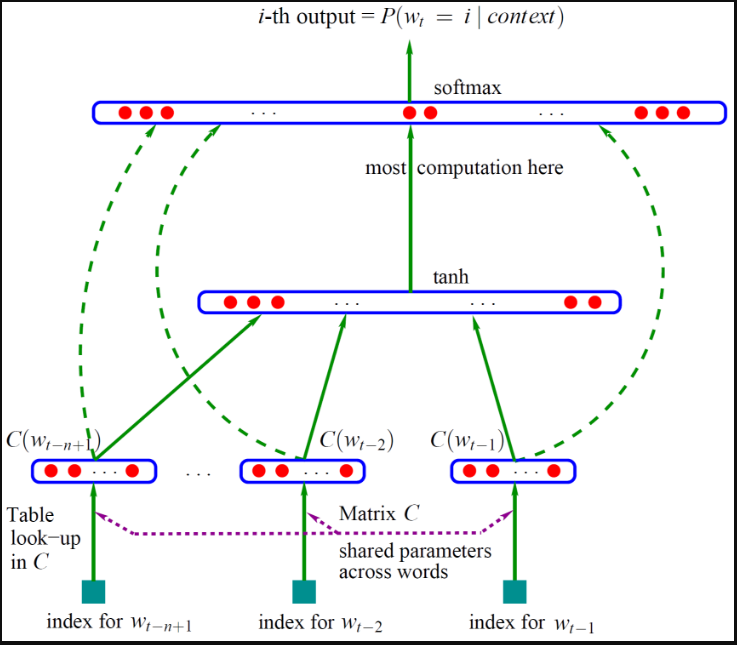 i-th output = P(w_t = i | context)
softmax
. . .
. . .
most computation here
tanh
. . .
. . .
C(w_{t−n+1})
C(w_{t−2})
C(w_{t−1})
. . .
. . .
. . .
. . .
Table
look−up
in C
Matrix C
shared parameters
across words
index for w_{t−n+1}
index for w_{t−2}
index for w_{t−1}